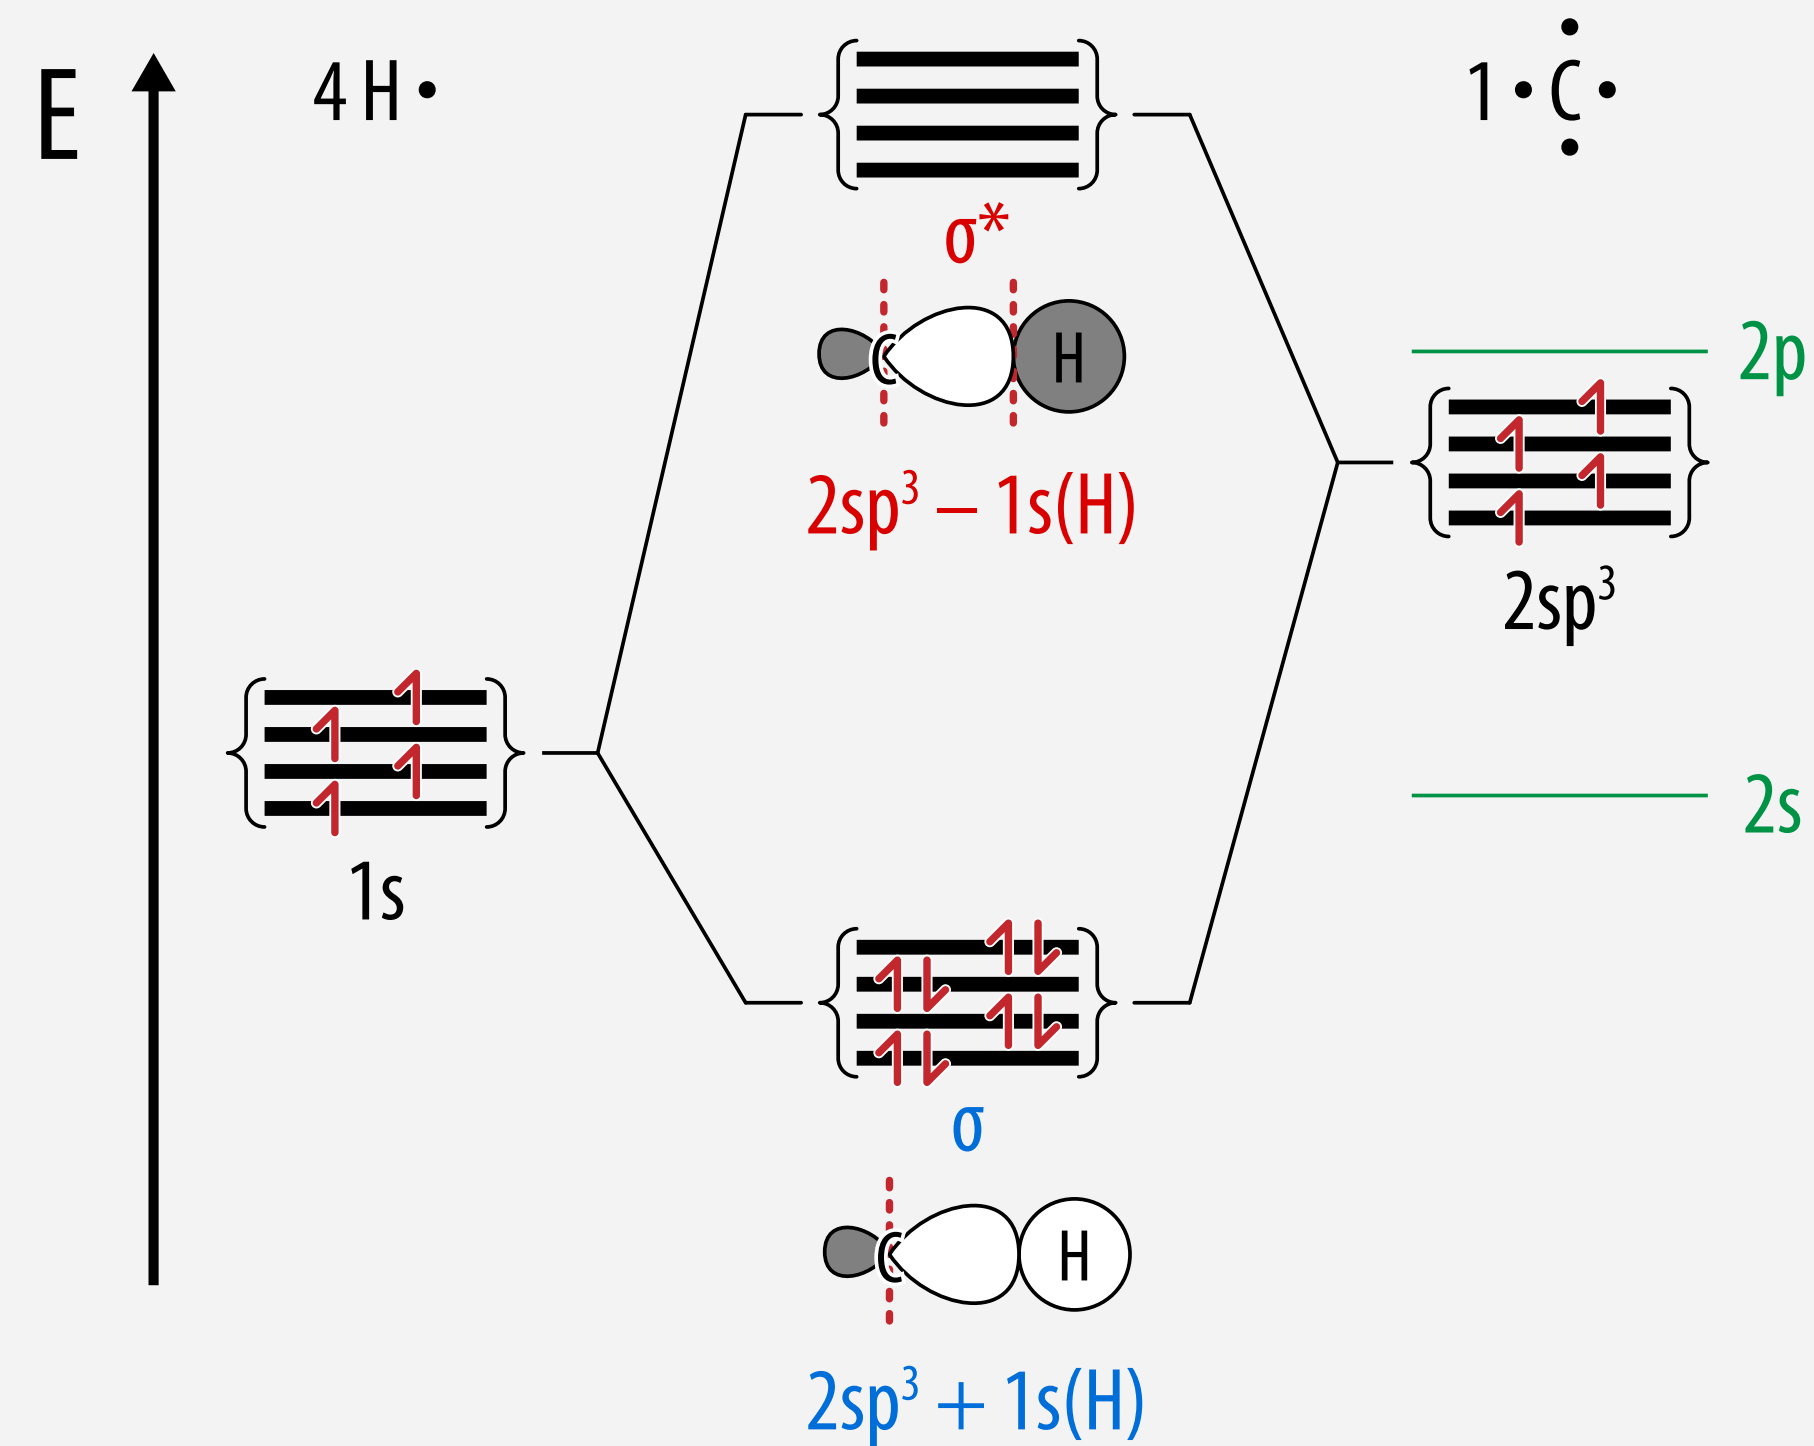 E
4 H •
1 • C •
σ*
C H
2sp³ – 1s(H)
2p
2sp³
1s
2s
σ
C H
2sp³ + 1s(H)